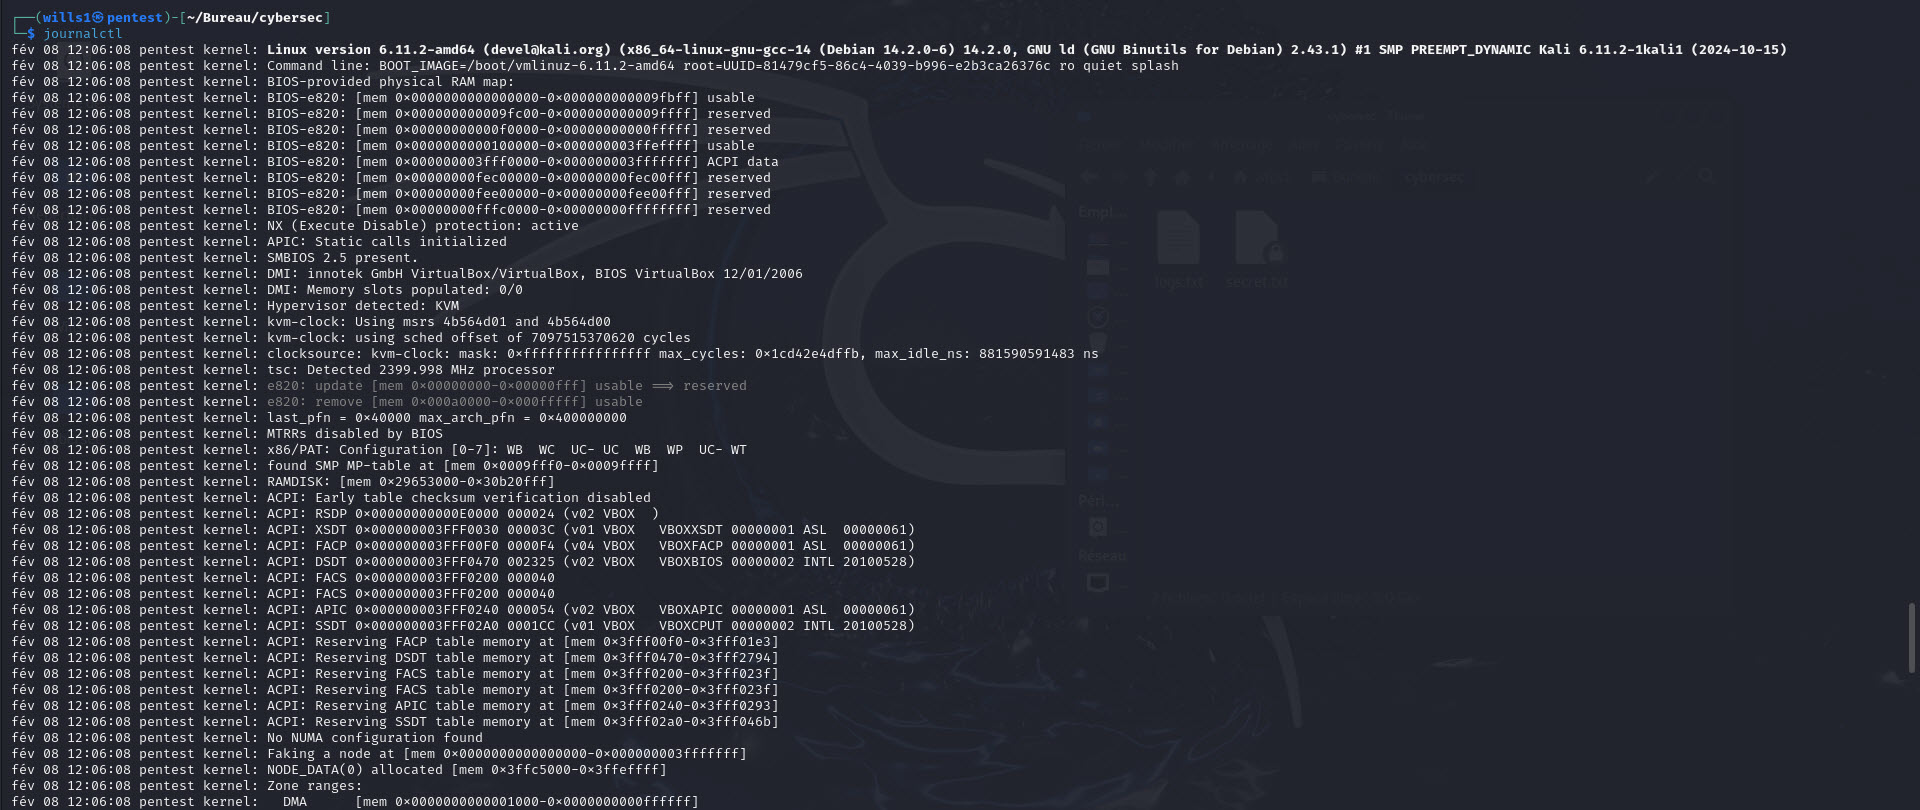 ┌──(wills1㉿pentest)-[~/Bureau/cybersec]
└─$ journalctl
fév 08 12:06:08 pentest kernel: Linux version 6.11.2-amd64 (devel@kali.org) (x86_64-linux-gnu-gcc-14 (Debian 14.2.0-6) 14.2.0, GNU ld (GNU Binutils for Debian) 2.43.1) #1 SMP PREEMPT_DYNAMIC Kali 6.11.2-1kali1 (2024-10-15)
fév 08 12:06:08 pentest kernel: Command line: BOOT_IMAGE=/boot/vmlinuz-6.11.2-amd64 root=UUID=81479cf5-86c4-4039-b996-e2b3ca26376c ro quiet splash
fév 08 12:06:08 pentest kernel: BIOS-provided physical RAM map:
fév 08 12:06:08 pentest kernel: BIOS-e820: [mem 0×0000000000000000-0×000000000009fbff] usable
fév 08 12:06:08 pentest kernel: BIOS-e820: [mem 0×000000000009fc00-0×000000000009ffff] reserved
fév 08 12:06:08 pentest kernel: BIOS-e820: [mem 0×00000000000f0000-0×00000000000fffff] reserved
fév 08 12:06:08 pentest kernel: BIOS-e820: [mem 0×0000000000100000-0×000000003ffeffff] usable
fév 08 12:06:08 pentest kernel: BIOS-e820: [mem 0×000000003fff0000-0×000000003fffffff] ACPI data
fév 08 12:06:08 pentest kernel: BIOS-e820: [mem 0×00000000fec00000-0×00000000fec00fff] reserved
fév 08 12:06:08 pentest kernel: BIOS-e820: [mem 0×00000000fee00000-0×00000000fee00fff] reserved
fév 08 12:06:08 pentest kernel: BIOS-e820: [mem 0×00000000fffc0000-0×00000000ffffffff] reserved
fév 08 12:06:08 pentest kernel: NX (Execute Disable) protection: active
fév 08 12:06:08 pentest kernel: APIC: Static calls initialized
fév 08 12:06:08 pentest kernel: SMBIOS 2.5 present.
fév 08 12:06:08 pentest kernel: DMI: innotek GmbH VirtualBox/VirtualBox, BIOS VirtualBox 12/01/2006
fév 08 12:06:08 pentest kernel: DMI: Memory slots populated: 0/0
fév 08 12:06:08 pentest kernel: Hypervisor detected: KVM
fév 08 12:06:08 pentest kernel: kvm-clock: Using msrs 4b564d01 and 4b564d00
fév 08 12:06:08 pentest kernel: kvm-clock: using sched offset of 7097515370620 cycles
fév 08 12:06:08 pentest kernel: clocksource: kvm-clock: mask: 0×ffffffffffffffff max_cycles: 0×1cd42e4dffb, max_idle_ns: 881590591483 ns
fév 08 12:06:08 pentest kernel: tsc: Detected 2399.998 MHz processor
fév 08 12:06:08 pentest kernel: e820: update [mem 0×00000000-0×00000fff] usable ⟹ reserved
fév 08 12:06:08 pentest kernel: e820: remove [mem 0×000a0000-0×000fffff] usable
fév 08 12:06:08 pentest kernel: last_pfn = 0×40000 max_arch_pfn = 0×400000000
fév 08 12:06:08 pentest kernel: MTRRs disabled by BIOS
fév 08 12:06:08 pentest kernel: x86/PAT: Configuration [0-7]: WB  WC  UC- UC  WB  WP  UC- WT
fév 08 12:06:08 pentest kernel: found SMP MP-table at [mem 0×0009fff0-0×0009ffff]
fév 08 12:06:08 pentest kernel: RAMDISK: [mem 0×29653000-0×30b20fff]
fév 08 12:06:08 pentest kernel: ACPI: Early table checksum verification disabled
fév 08 12:06:08 pentest kernel: ACPI: RSDP 0×00000000000E0000 000024 (v02 VBOX  )
fév 08 12:06:08 pentest kernel: ACPI: XSDT 0×000000003FFF0030 00003C (v01 VBOX   VBOXXSDT 00000001 ASL  00000061)
fév 08 12:06:08 pentest kernel: ACPI: FACP 0×000000003FFF00F0 0000F4 (v04 VBOX   VBOXFACP 00000001 ASL  00000061)
fév 08 12:06:08 pentest kernel: ACPI: DSDT 0×000000003FFF0470 002325 (v02 VBOX   VBOXBIOS 00000002 INTL 20100528)
fév 08 12:06:08 pentest kernel: ACPI: FACS 0×000000003FFF0200 000040
fév 08 12:06:08 pentest kernel: ACPI: FACS 0×000000003FFF0200 000040
fév 08 12:06:08 pentest kernel: ACPI: APIC 0×000000003FFF0240 000054 (v02 VBOX   VBOXAPIC 00000001 ASL  00000061)
fév 08 12:06:08 pentest kernel: ACPI: SSDT 0×000000003FFF02A0 0001CC (v01 VBOX   VBOXCPUT 00000002 INTL 20100528)
fév 08 12:06:08 pentest kernel: ACPI: Reserving FACP table memory at [mem 0×3fff00f0-0×3fff01e3]
fév 08 12:06:08 pentest kernel: ACPI: Reserving DSDT table memory at [mem 0×3fff0470-0×3fff2794]
fév 08 12:06:08 pentest kernel: ACPI: Reserving FACS table memory at [mem 0×3fff0200-0×3fff023f]
fév 08 12:06:08 pentest kernel: ACPI: Reserving FACS table memory at [mem 0×3fff0200-0×3fff023f]
fév 08 12:06:08 pentest kernel: ACPI: Reserving APIC table memory at [mem 0×3fff0240-0×3fff0293]
fév 08 12:06:08 pentest kernel: ACPI: Reserving SSDT table memory at [mem 0×3fff02a0-0×3fff046b]
fév 08 12:06:08 pentest kernel: No NUMA configuration found
fév 08 12:06:08 pentest kernel: Faking a node at [mem 0×0000000000000000-0×000000003fffffff]
fév 08 12:06:08 pentest kernel: NODE_DATA(0) allocated [mem 0×3ffc5000-0×3ffeffff]
fév 08 12:06:08 pentest kernel: Zone ranges:
fév 08 12:06:08 pentest kernel:   DMA      [mem 0×0000000000001000-0×0000000000ffffff]
cybersec
Empl...
logs.txt
secret.txt
Péri...
Réseau